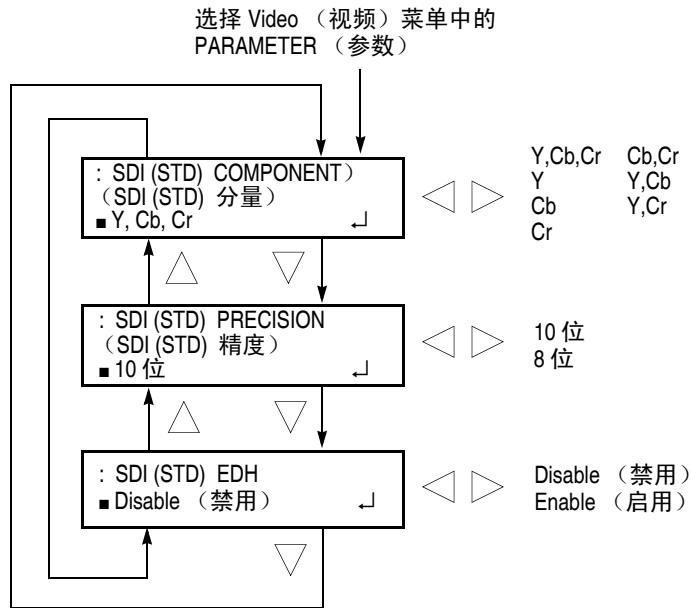 选择 Video （视频）菜单中的
PARAMETER （参数）
: SDI (STD) COMPONENT）
（SDI (STD) 分量）
■ Y, Cb, Cr ↵
Y,Cb,Cr Cb,Cr
Y Y,Cb
Cb Y,Cr
Cr
: SDI (STD) PRECISION
（SDI (STD) 精度）
■ 10 位 ↵
10 位
8 位
: SDI (STD) EDH
■ Disable （禁用） ↵
Disable （禁用）
Enable （启用）